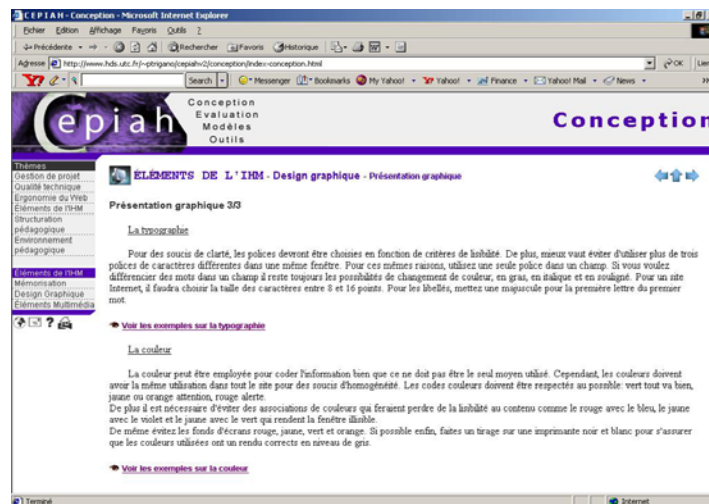 C E P I A H - Conception - Microsoft Internet Explorer
Fichier Edition Affichage Favoris Outils ?
Précédente Rechercher Favoris Historique
Adresse http://www.hds.utc.fr/~ptrigano/cepiahv2/conception/index-conception.html OK Lien
Search Messenger Bookmarks My Yahoo! Yahoo! Finance Yahoo! Mail News
Cepiah
Conception
Evaluation
Modèles
Outils
Conception
Thèmes
Gestion de projet
Qualité technique
Ergonomie du Web
Éléments de l'IHM
Structuration
pédagogique
Environnement
pédagogique
Éléments de l'IHM
Mémorisation
Design Graphique
Éléments Multimédia
ÉLÉMENTS DE L'IHM - Design graphique - Présentation graphique
Présentation graphique 3/3
La typographie
Pour des soucis de clarté, les polices devront être choisies en fonction de critères de lisibilité. De plus, mieux vaut éviter d'utiliser plus de trois
polices de caractères différentes dans une même fenêtre. Pour ces mêmes raisons, utilisez une seule police dans un champ. Si vous voulez
différencier des mots dans un champ il reste toujours les possibilités de changement de couleur, en gras, en italique et en souligné. Pour un site
Internet, il faudra choisir la taille des caractères entre 8 et 16 points. Pour les libellés, mettez une majuscule pour la première lettre du premier
mot.
Voir les exemples sur la typographie
La couleur
La couleur peut être employée pour coder l'information bien que ce ne doit pas être le seul moyen utilisé. Cependant, les couleurs doivent
avoir la même utilisation dans tout le site pour des soucis d'homogénéité. Les codes couleurs doivent être respectés au possible: vert tout va bien,
jaune ou orange attention, rouge alerte.
De plus il est nécessaire d'éviter des associations de couleurs qui feraient perdre de la lisibilité au contenu comme le rouge avec le bleu, le jaune
avec le violet et le jaune avec le vert qui rendent la fenêtre illisible.
De même évitez les fonds d'écrans rouge, jaune, vert et orange. Si possible enfin, faites un tirage sur une imprimante noir et blanc pour s'assurer
que les couleurs utilisées ont un rendu corrects en niveau de gris.
Voir les exemples sur la couleur
Terminé Internet